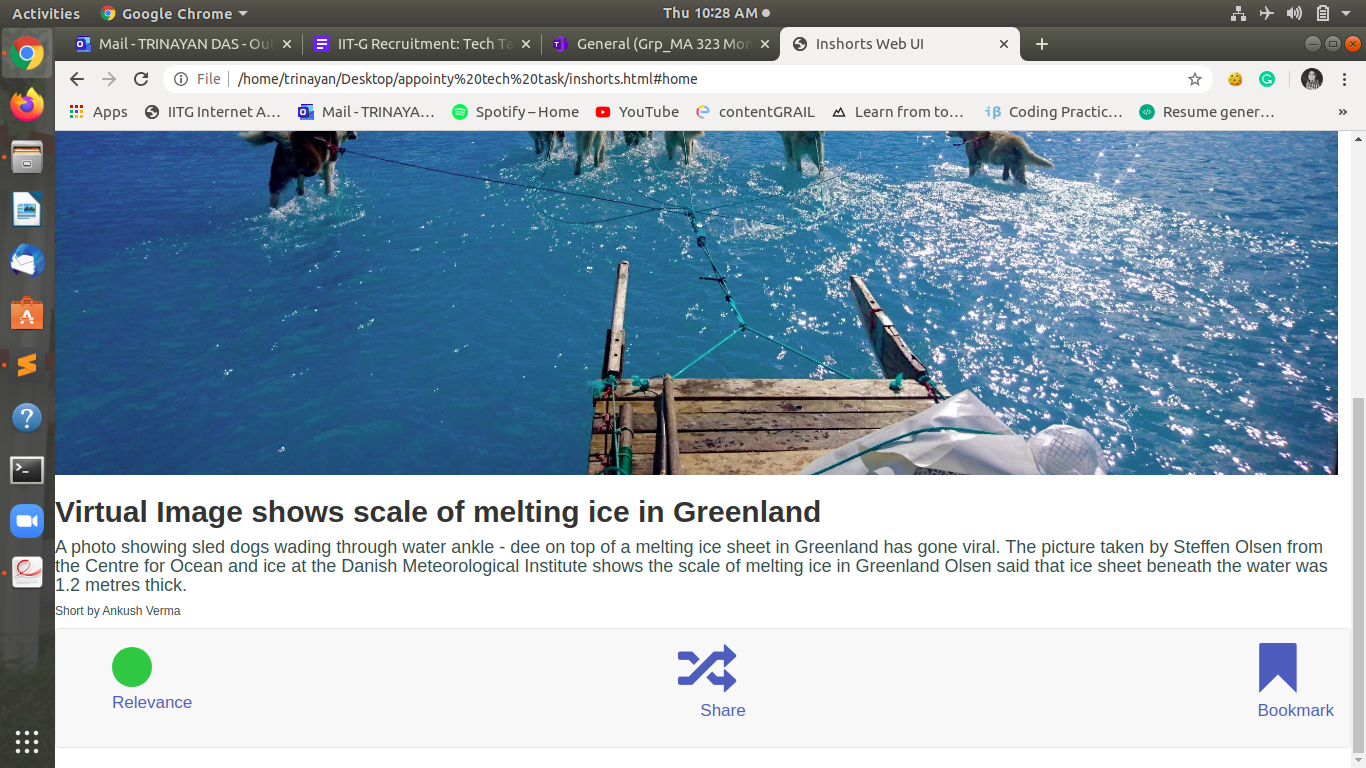 Activities Google Chrome Thu 10:28 AM
Mail - TRINAYAN DAS - Ou IIT-G Recruitment: Tech Ta General (Grp_MA 323 Mon Inshorts Web UI
File /home/trinayan/Desktop/appointy%20tech%20task/inshorts.html#home
Apps IITG Internet A… Mail - TRINAYA… Spotify – Home YouTube contentGRAIL Learn from to… Coding Practic… Resume gener… »
Virtual Image shows scale of melting ice in Greenland
A photo showing sled dogs wading through water ankle - dee on top of a melting ice sheet in Greenland has gone viral. The picture taken by Steffen Olsen from
the Centre for Ocean and ice at the Danish Meteorological Institute shows the scale of melting ice in Greenland Olsen said that ice sheet beneath the water was
1.2 metres thick.
Short by Ankush Verma
Relevance Share Bookmark